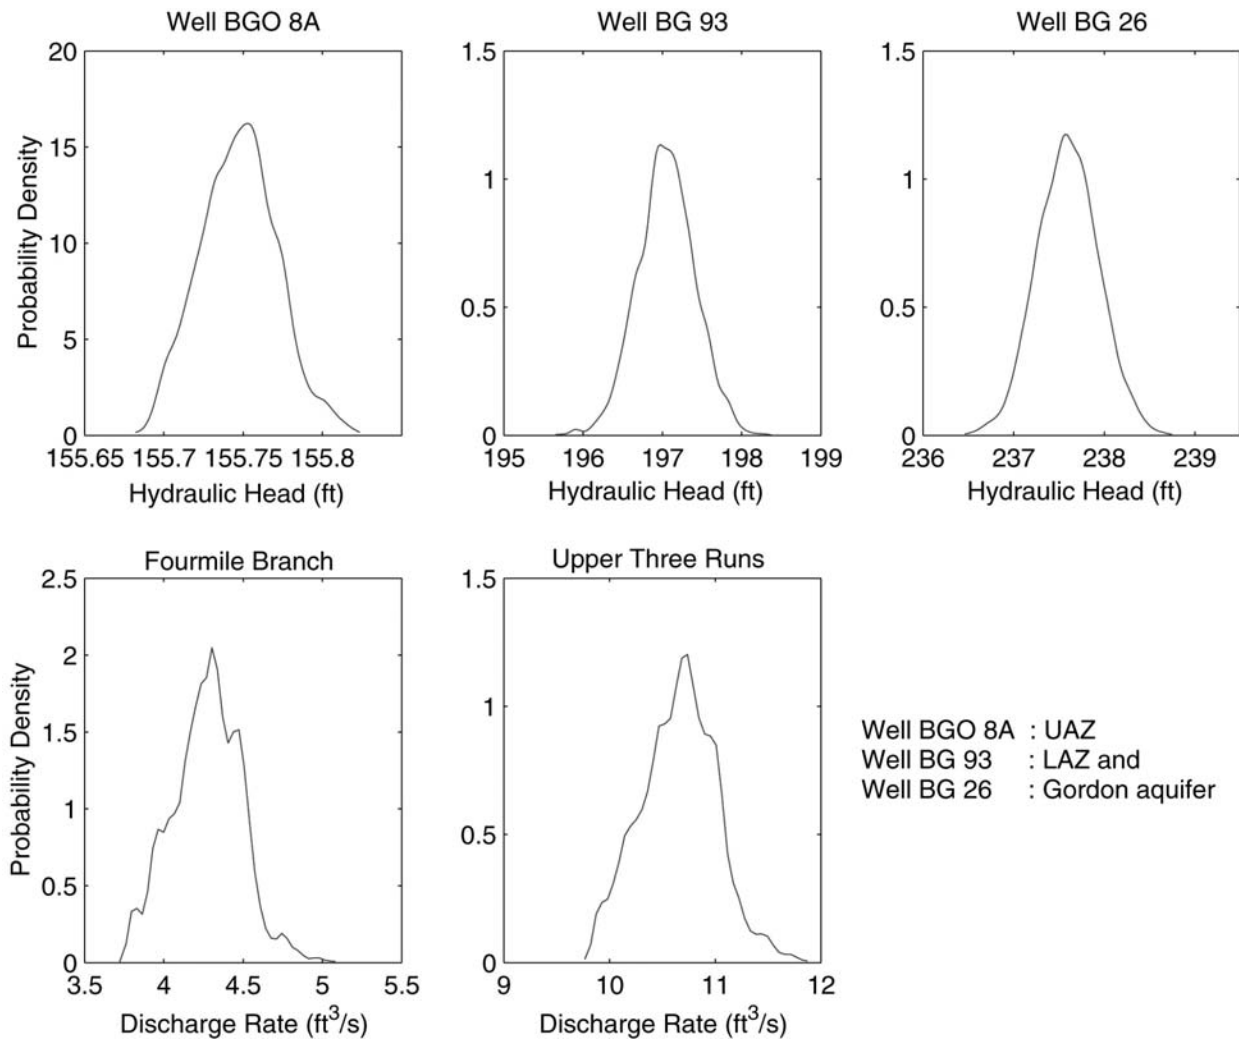 Well BGO 8A
Well BG 93
Well BG 26
20
15
10
5
0
155.65 155.7 155.75 155.8
Probability Density
Hydraulic Head (ft)
1.5
1
0.5
0
195 196 197 198 199
Hydraulic Head (ft)
1.5
1
0.5
0
236 237 238 239
Hydraulic Head (ft)
Fourmile Branch
Upper Three Runs
2.5
2
1.5
1
0.5
0
3.5 4 4.5 5 5.5
Probability Density
Discharge Rate (ft³/s)
1.5
1
0.5
0
9 10 11 12
Discharge Rate (ft³/s)
Well BGO 8A : UAZ
Well BG 93 : LAZ and
Well BG 26 : Gordon aquifer